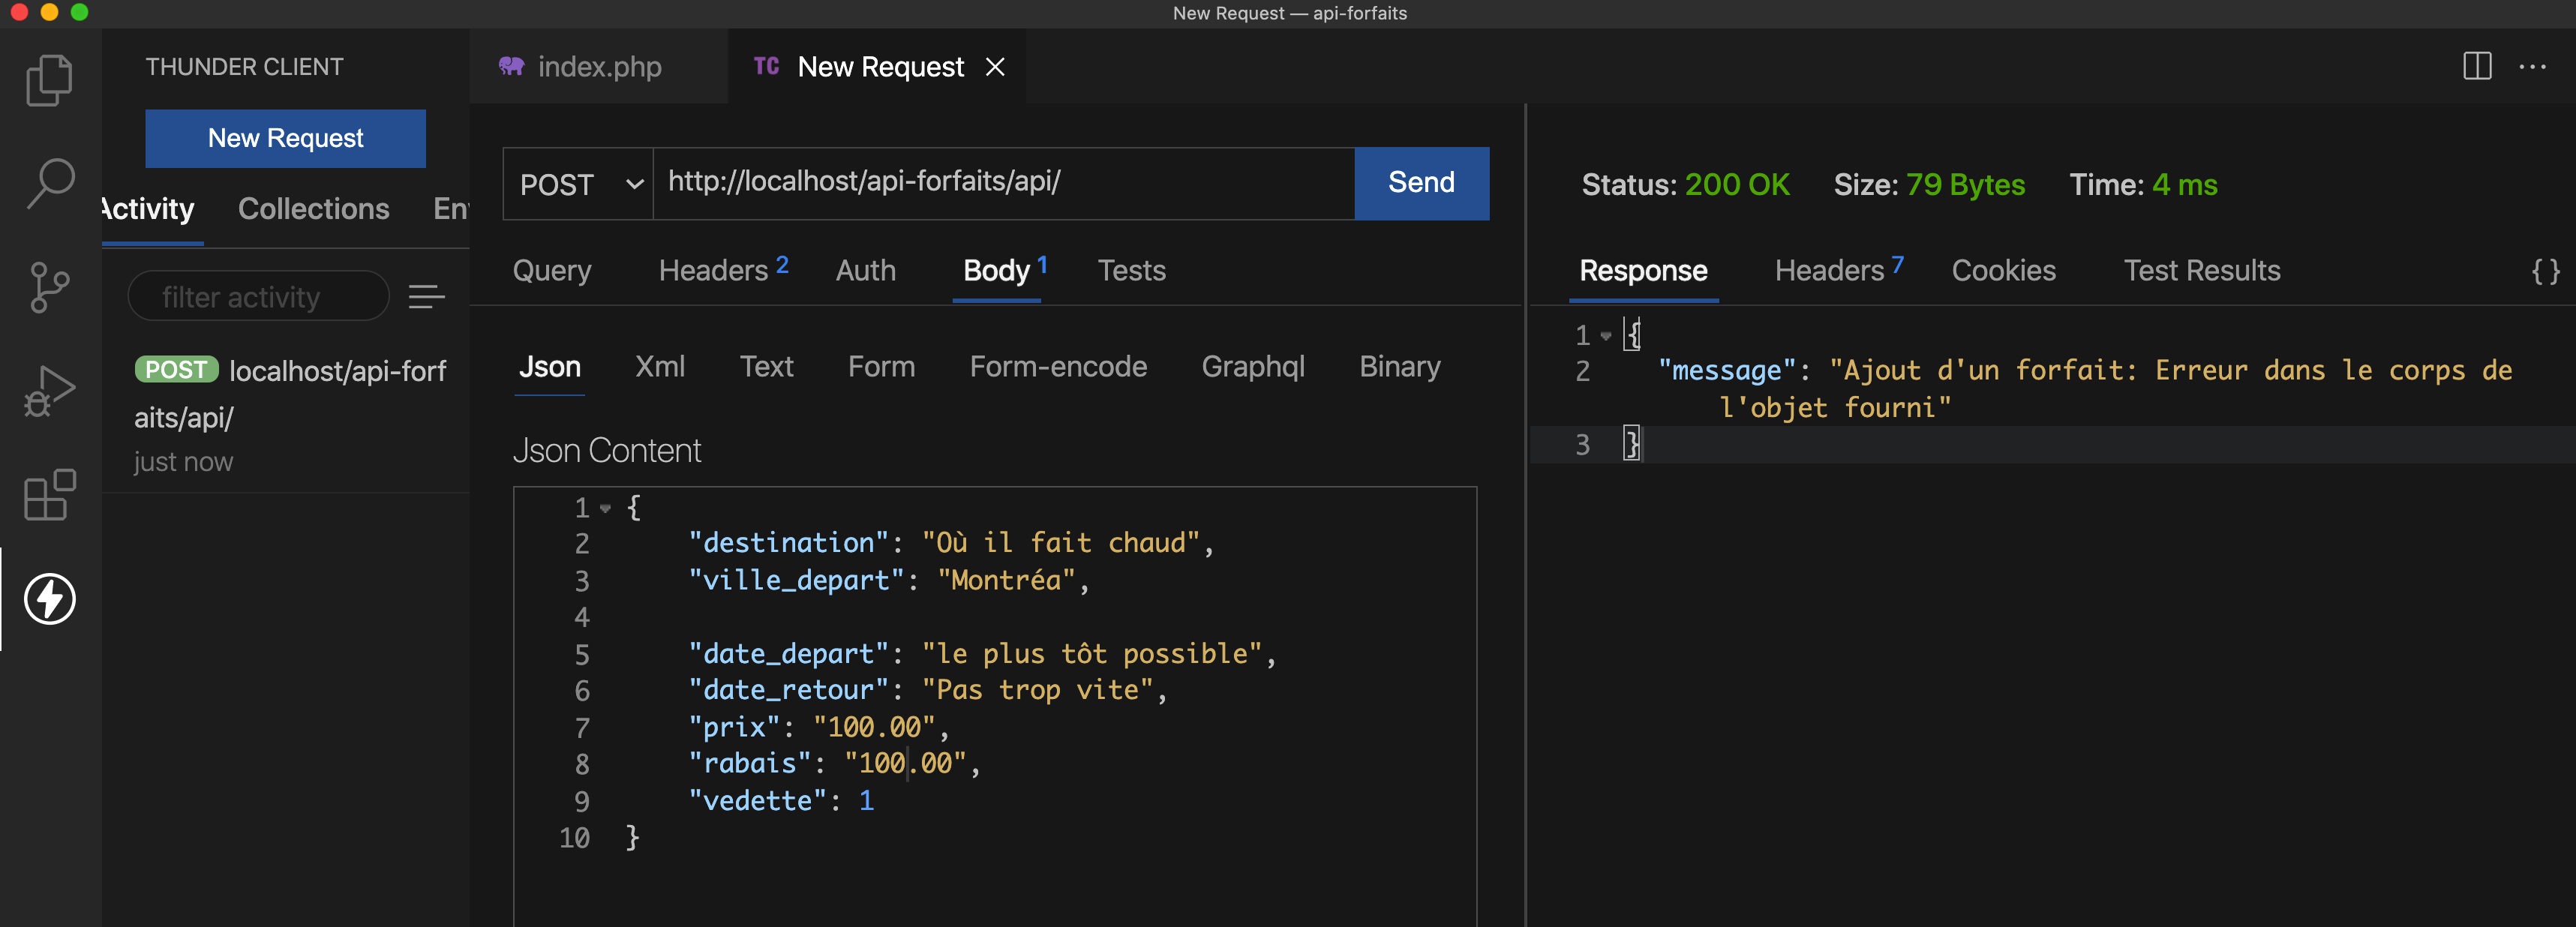 New Request — api-forfaits
THUNDER CLIENT
New Request
Activity Collections En
filter activity
POST localhost/api-forf
aits/api/
just now
index.php
TC New Request
POST http://localhost/api-forfaits/api/ Send
Query Headers 2 Auth Body 1 Tests
Json Xml Text Form Form-encode Graphql Binary
Json Content
1 {
2 "destination": "Où il fait chaud",
3 "ville_depart": "Montréa",
4
5 "date_depart": "le plus tôt possible",
6 "date_retour": "Pas trop vite",
7 "prix": "100.00",
8 "rabais": "100.00",
9 "vedette": 1
10 }
Status: 200 OK Size: 79 Bytes Time: 4 ms
Response Headers 7 Cookies Test Results {}
1 {
2 "message": "Ajout d'un forfait: Erreur dans le corps de
l'objet fourni"
3 }